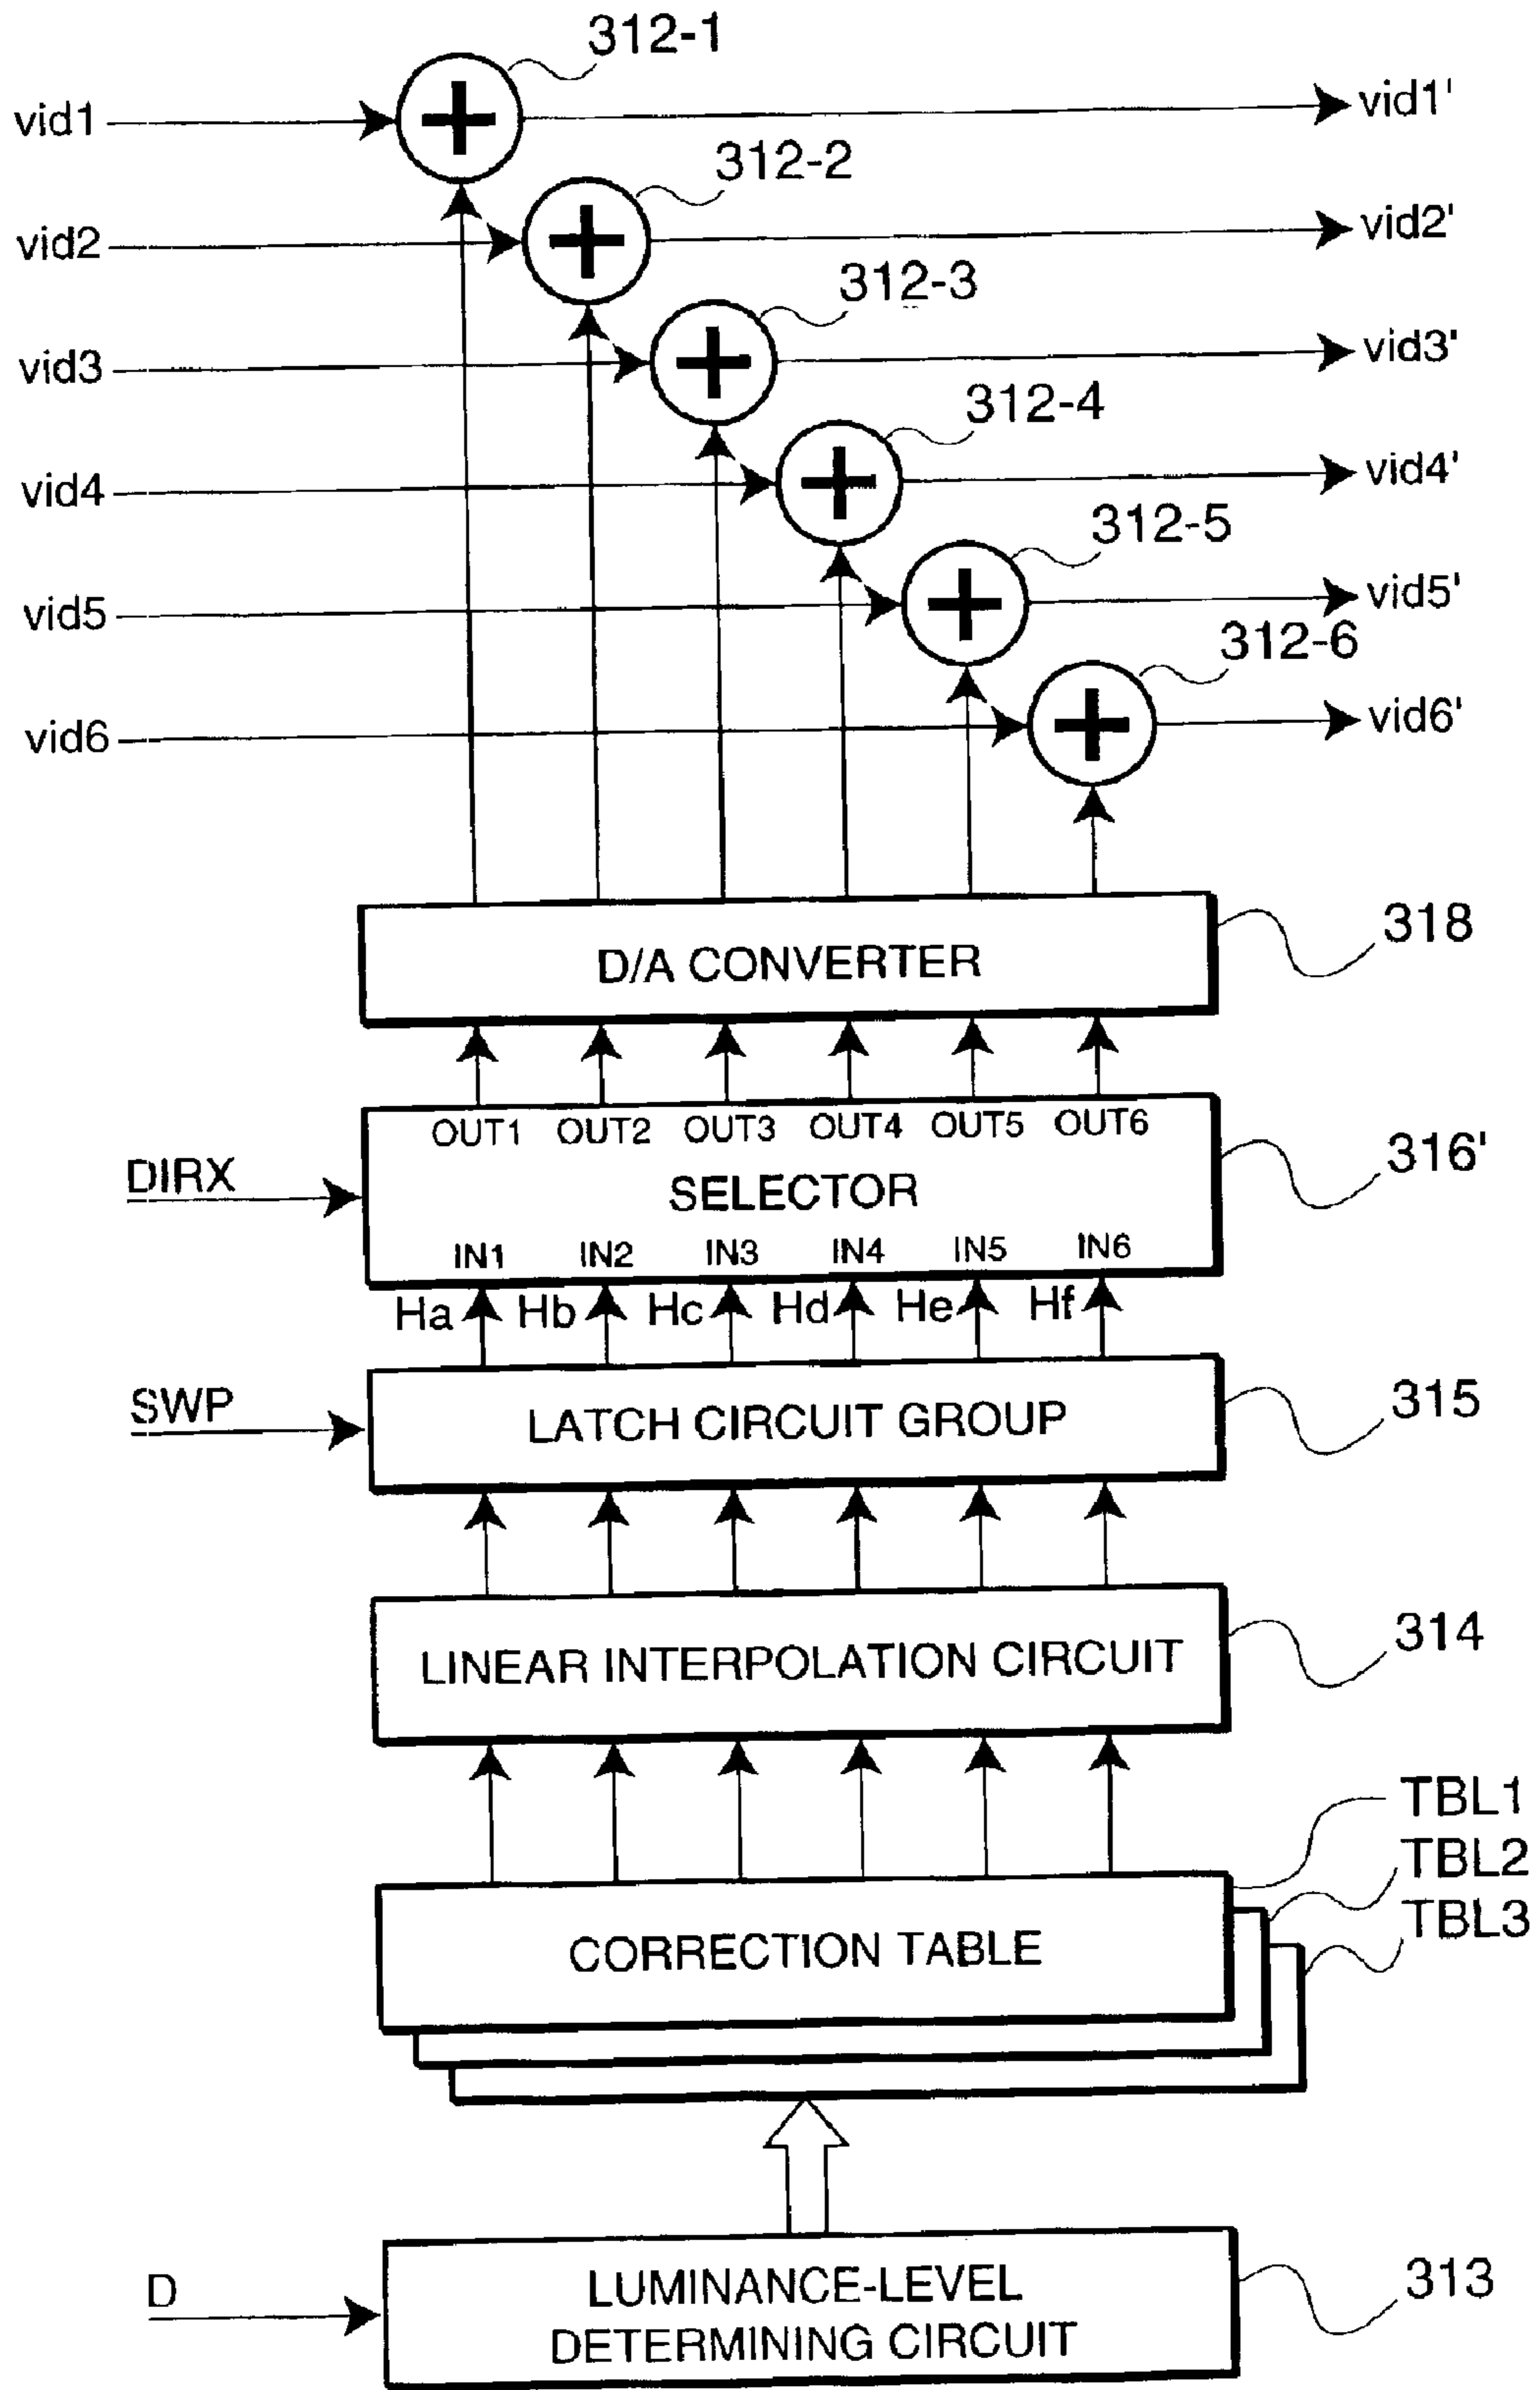 312-1
vid1 vid1'
312-2
vid2 vid2'
312-3
vid3 vid3'
312-4
vid4 vid4'
312-5
vid5 vid5'
312-6
vid6 vid6'
D/A CONVERTER 318
OUT1 OUT2 OUT3 OUT4 OUT5 OUT6
DIRX SELECTOR 316'
IN1 IN2 IN3 IN4 IN5 IN6
Ha Hb Hc Hd He Hf
SWP LATCH CIRCUIT GROUP 315
LINEAR INTERPOLATION CIRCUIT 314
TBL1
TBL2
TBL3
CORRECTION TABLE
D LUMINANCE-LEVEL 313
DETERMINING CIRCUIT